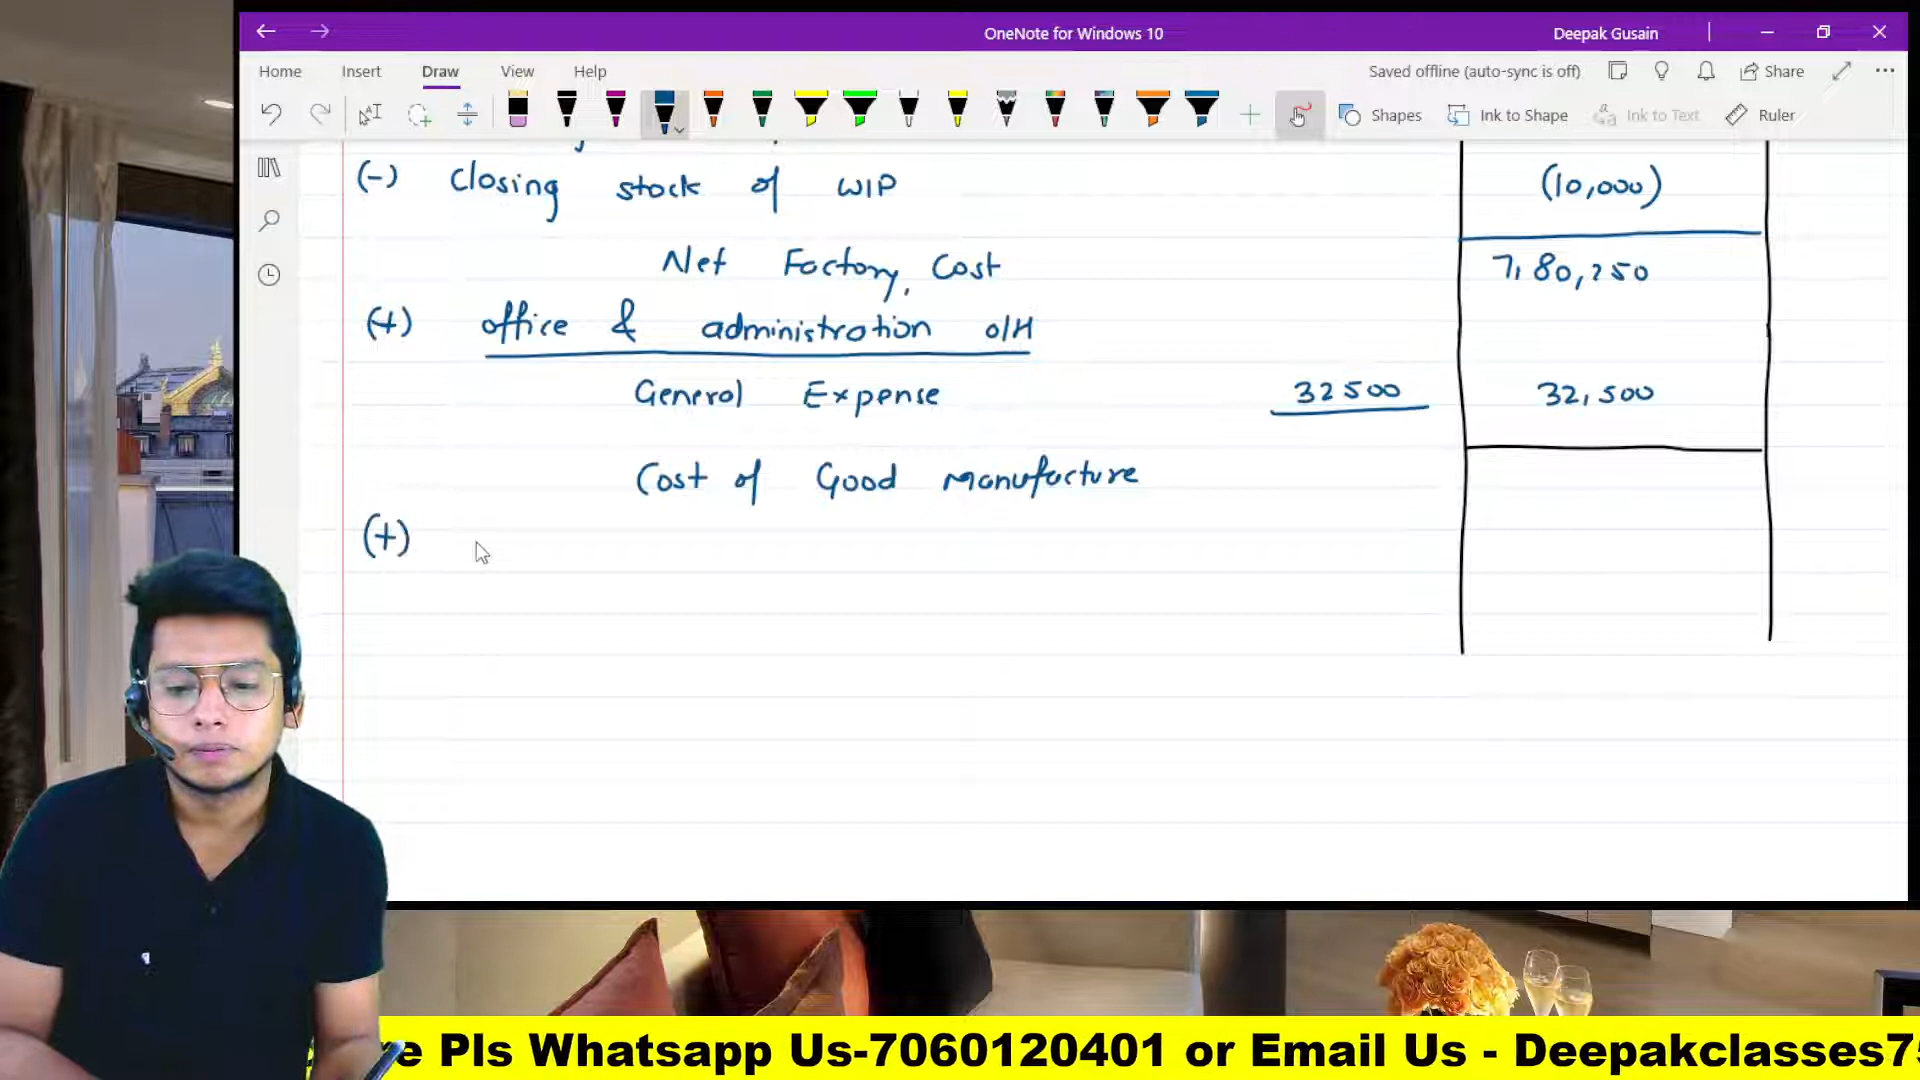 OneNote for Windows 10
Deepak Gusain
Home Insert Draw View Help
Saved offline (auto-sync is off)
Share
Shapes
Ink to Shape
Ink to Text
Ruler
(-) closing stock of WIP (10,000)
Net Factory Cost 7,80,250
(+) office & administration o/H
General Expense 32500 32,500
Cost of Good manufacture
(+)
e Pls Whatsapp Us-7060120401 or Email Us - Deepakclasses7